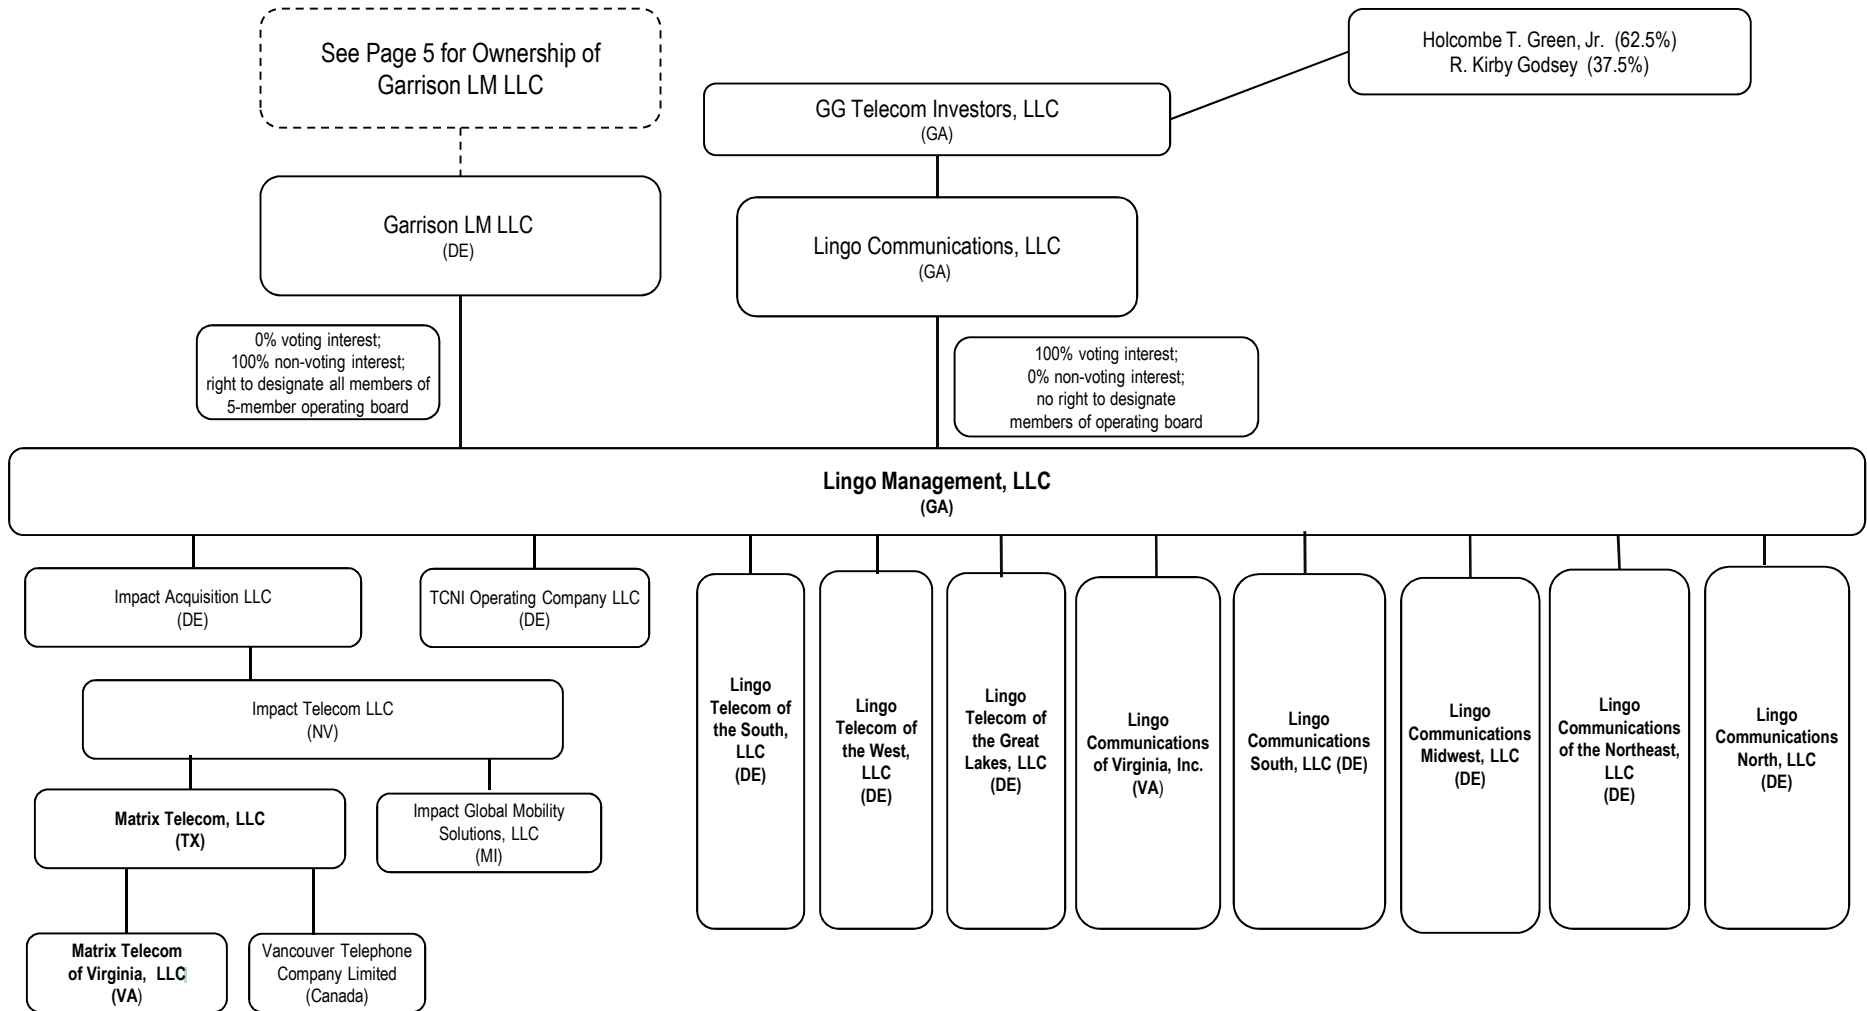 See Page 5 for Ownership of
Garrison LM LLC
Holcombe T. Green, Jr. (62.5%)
R. Kirby Godsey (37.5%)
GG Telecom Investors, LLC
(GA)
Garrison LM LLC
(DE)
Lingo Communications, LLC
(GA)
0% voting interest;
100% non-voting interest;
right to designate all members of
5-member operating board
100% voting interest;
0% non-voting interest;
no right to designate
members of operating board
Lingo Management, LLC
(GA)
Impact Acquisition LLC
(DE)
TCNI Operating Company LLC
(DE)
Impact Telecom LLC
(NV)
Matrix Telecom, LLC
(TX)
Impact Global Mobility
Solutions, LLC
(MI)
Matrix Telecom
of Virginia, LLC
(VA)
Vancouver Telephone
Company Limited
(Canada)
Lingo
Telecom of
the South,
LLC
(DE)
Lingo
Telecom of
the West,
LLC
(DE)
Lingo
Telecom of
the Great
Lakes, LLC
(DE)
Lingo
Communications
of Virginia, Inc.
(VA)
Lingo
Communications
South, LLC (DE)
Lingo
Communications
Midwest, LLC
(DE)
Lingo
Communications
of the Northeast,
LLC
(DE)
Lingo
Communications
North, LLC
(DE)